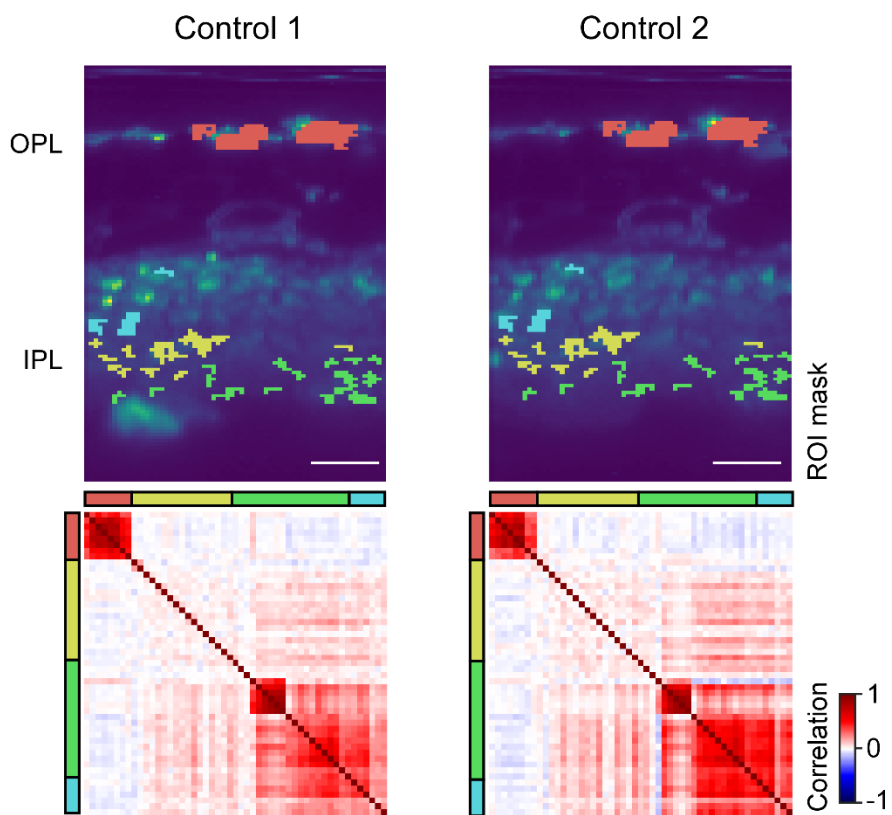 Control 1
Control 2
OPL
IPL
ROI mask
Correlation
1
0
-1